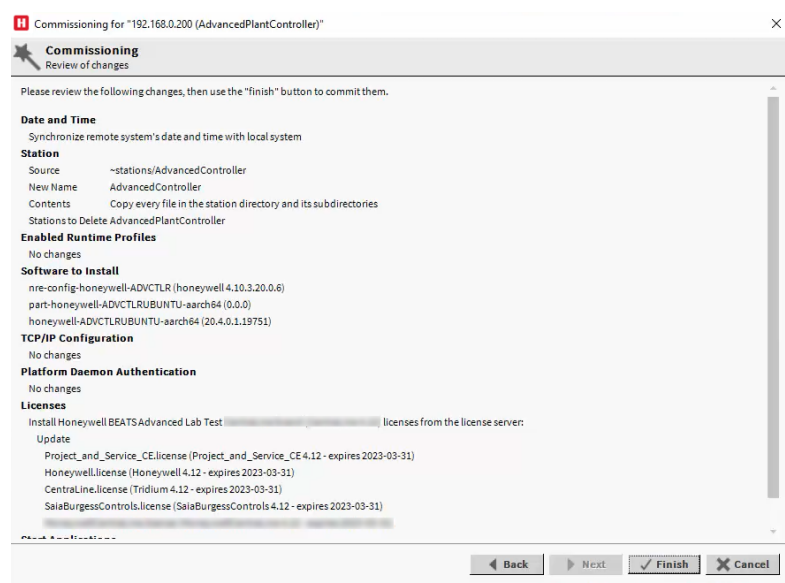 Commissioning for "192.168.0.200 (AdvancedPlantController)"
Commissioning
Review of changes
Please review the following changes, then use the "finish" button to commit them.
Date and Time
Synchronize remote system's date and time with local system
Station
Source ~stations/AdvancedController
New Name AdvancedController
Contents Copy every file in the station directory and its subdirectories
Stations to Delete AdvancedPlantController
Enabled Runtime Profiles
No changes
Software to Install
nre-config-honeywell-ADVCTLR (honeywell 4.10.3.20.0.6)
part-honeywell-ADVCTLRUBUNTU-aarch64 (0.0.0)
honeywell-ADVCTLRUBUNTU-aarch64 (20.4.0.1.19751)
TCP/IP Configuration
No changes
Platform Daemon Authentication
No changes
Licenses
Install Honeywell BEATS Advanced Lab Test licenses from the license server:
Update
Project_and_Service_CE.license (Project_and_Service_CE 4.12 - expires 2023-03-31)
Honeywell.license (Honeywell 4.12 - expires 2023-03-31)
CentraLine.license (Tridium 4.12 - expires 2023-03-31)
SaiaBurgessControls.license (SaiaBurgessControls 4.12 - expires 2023-03-31)
Start Applications
Back Next Finish Cancel